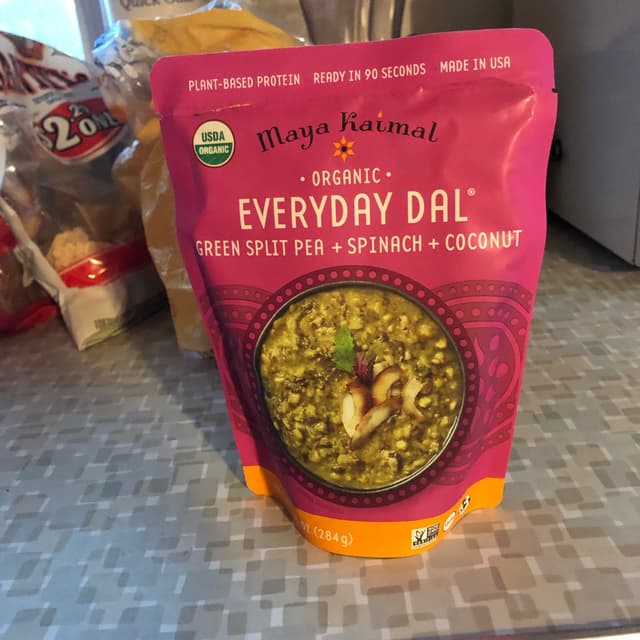 PLANT-BASED PROTEIN READY IN 90 SECONDS MADE IN USA
USDA
ORGANIC
Maya Kaimal
• ORGANIC •
EVERYDAY DAL®
GREEN SPLIT PEA + SPINACH + COCONUT
(284g)